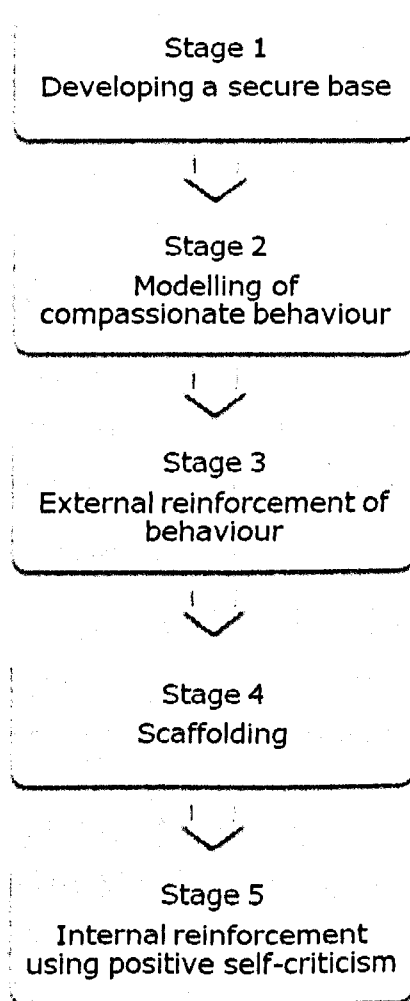 Stage 1
Developing a secure base
Stage 2
Modelling of
compassionate behaviour
Stage 3
External reinforcement of
behaviour
Stage 4
Scaffolding
Stage 5
Internal reinforcement
using positive self-criticism